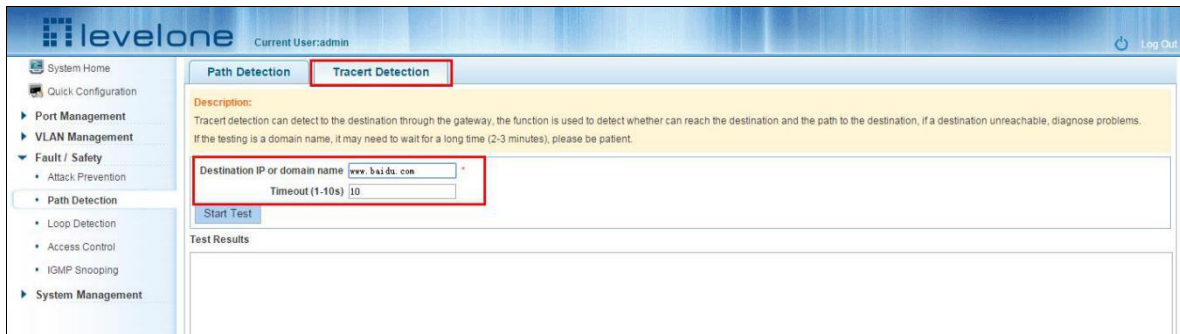 levelone Current User:admin Log Out
System Home
Quick Configuration
Port Management
VLAN Management
Fault / Safety
Attack Prevention
Path Detection
Loop Detection
Access Control
IGMP Snooping
System Management
Path Detection Tracert Detection
Description:
Tracert detection can detect to the destination through the gateway, the function is used to detect whether can reach the destination and the path to the destination, if a destination unreachable, diagnose problems.
If the testing is a domain name, it may need to wait for a long time (2-3 minutes), please be patient.
Destination IP or domain name www.baidu.com *
Timeout (1-10s) 10
Start Test
Test Results